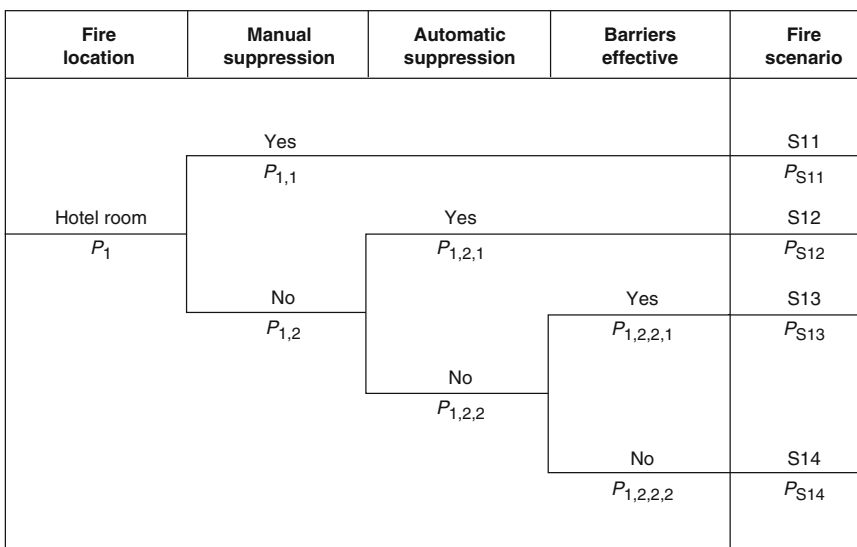 Fire location
Manual suppression
Automatic suppression
Barriers effective
Fire scenario
Yes
S11
P1,1
PS11
Hotel room
Yes
S12
P1
P1,2,1
PS12
No
Yes
S13
P1,2
P1,2,2,1
PS13
No
P1,2,2
No
S14
P1,2,2,2
PS14